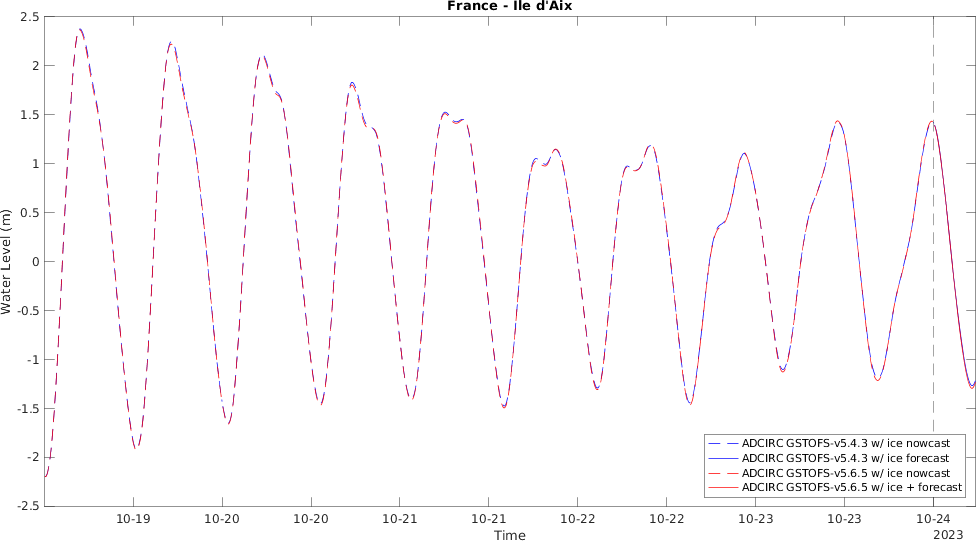 France - Ile d'Aix
2.5
2
1.5
1
0.5
0
-0.5
-1
-1.5
-2
-2.5
Water Level (m)
ADCIRC GSTOFS-v5.4.3 w/ ice nowcast
ADCIRC GSTOFS-v5.4.3 w/ ice forecast
ADCIRC GSTOFS-v5.6.5 w/ ice nowcast
ADCIRC GSTOFS-v5.6.5 w/ ice + forecast
10-19 10-20 10-20 10-21 10-21 10-22 10-22 10-23 10-23 10-24
2023
Time